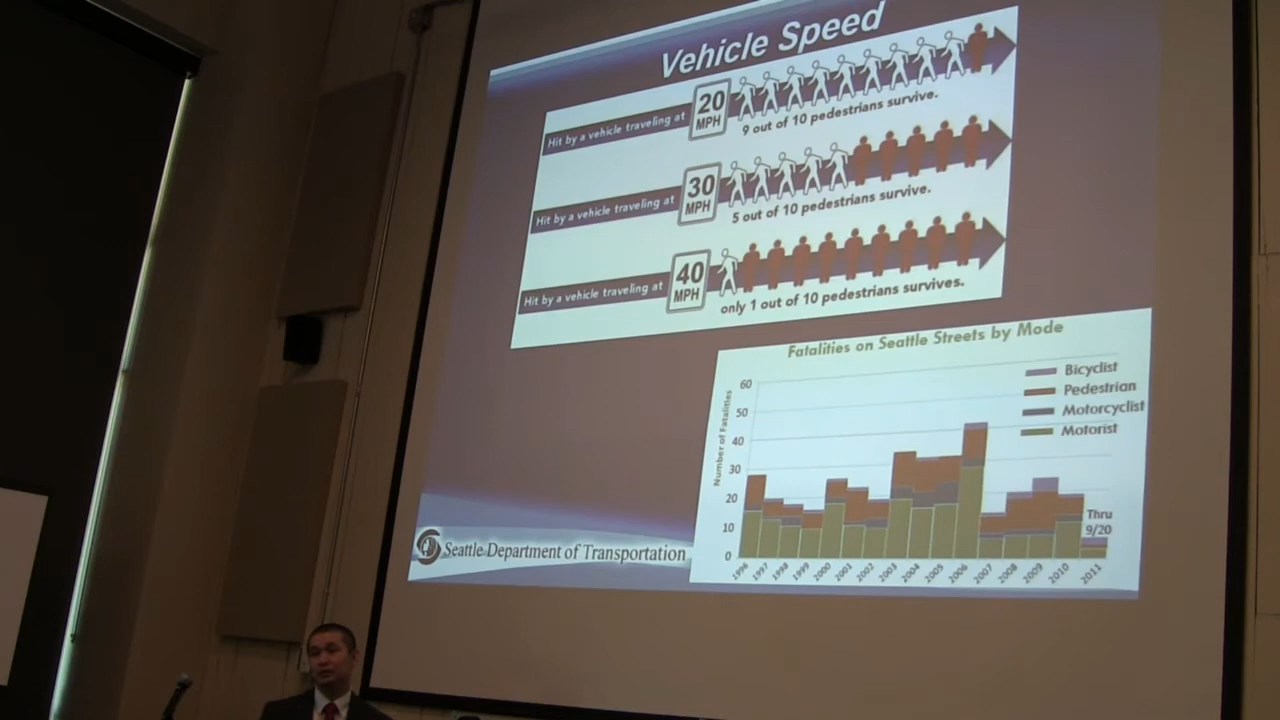 Vehicle Speed
Hit by a vehicle traveling at
20
MPH
9 out of 10 pedestrians survive.
Hit by a vehicle traveling at
30
MPH
5 out of 10 pedestrians survive.
Hit by a vehicle traveling at
40
MPH
only 1 out of 10 pedestrians survives.
Fatalities on Seattle Streets by Mode
Number of Fatalities
60
50
40
30
20
10
0
Bicyclist
Pedestrian
Motorcyclist
Motorist
Thru
9/20
1996 1997 1998 1999 2000 2001 2002 2003 2004 2005 2006 2007 2008 2009 2010 2011
Seattle Department of Transportation